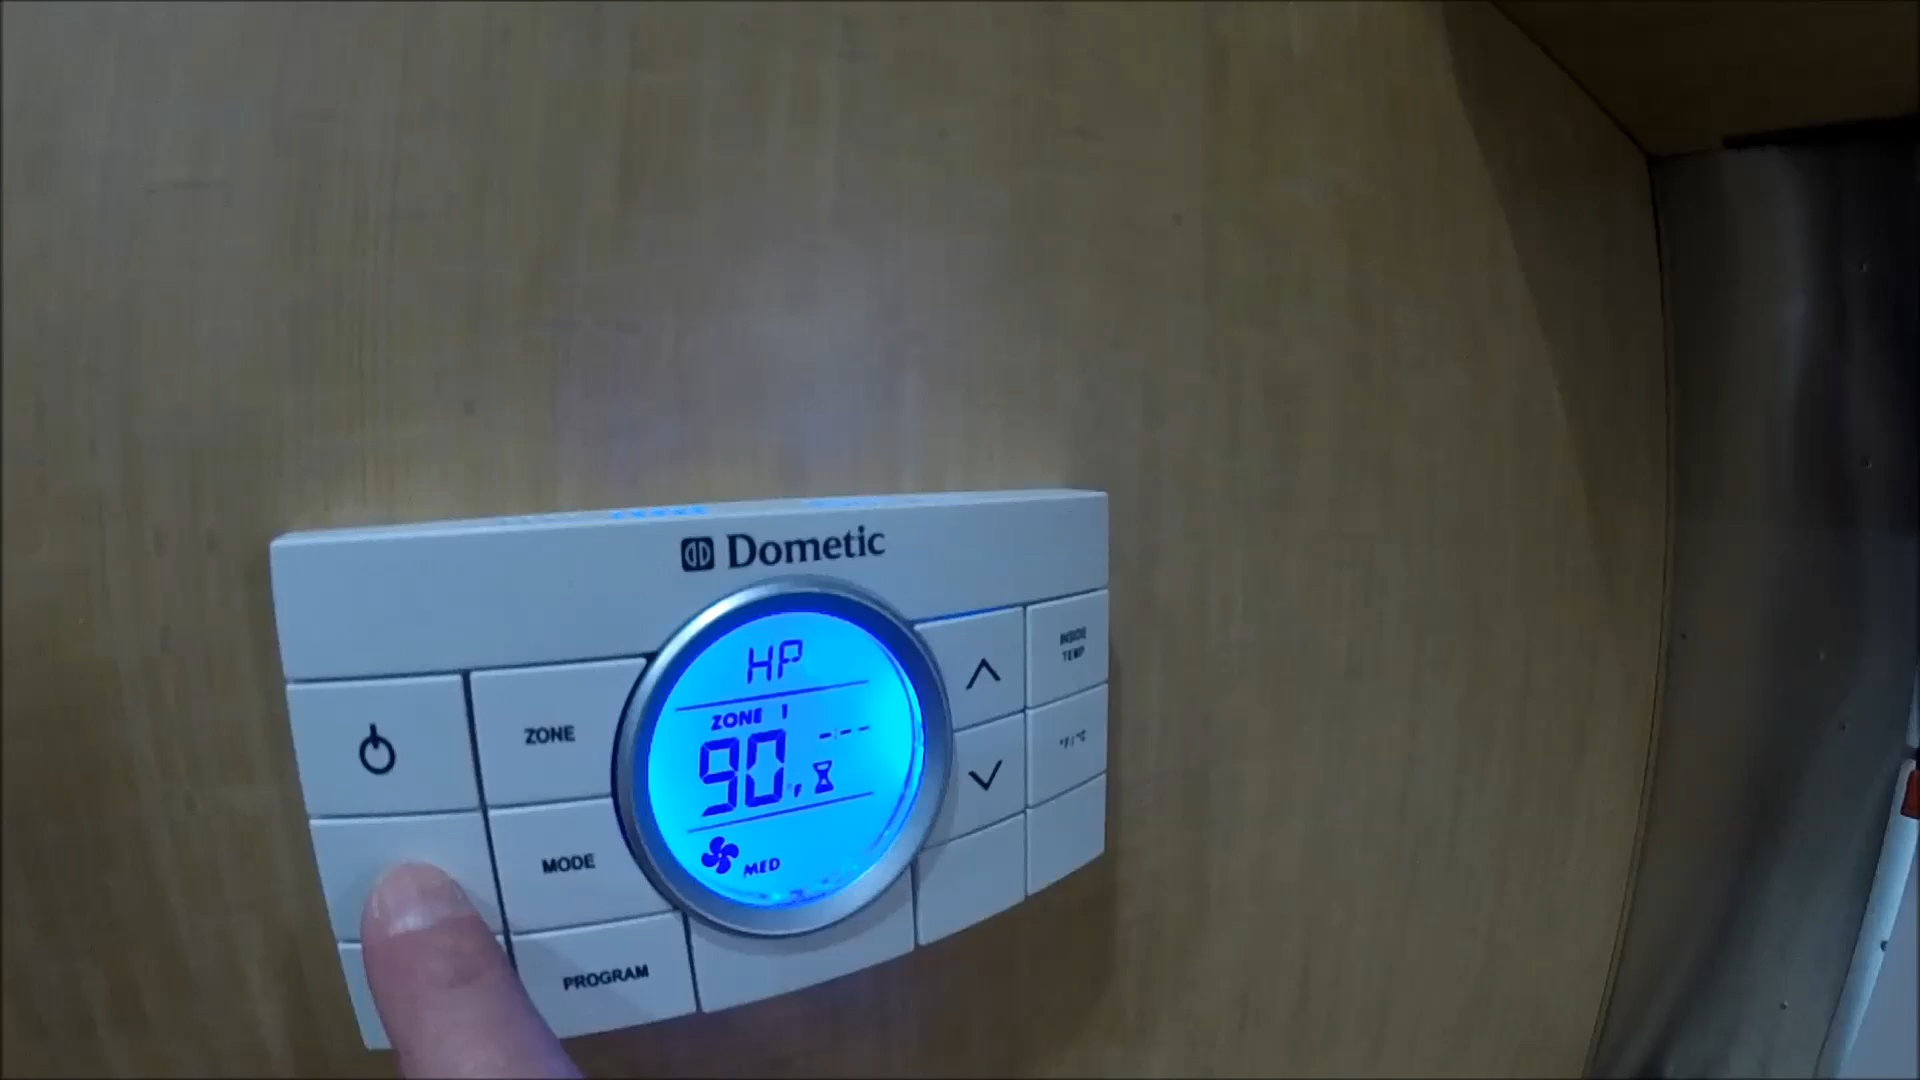 Dometic
HP
ZONE 1
90 -:--
MED
ZONE
MODE
PROGRAM
INSIDE
TEMP
°F/°C